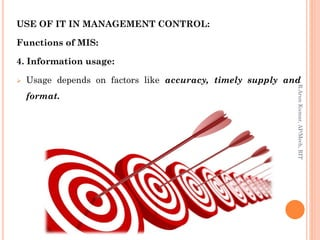 USE OF IT IN MANAGEMENT CONTROL:
Functions of MIS:
4. Information usage:
Usage depends on factors like accuracy, timely supply and
format.
R.Arun Kumar, AP/Mech, RIT